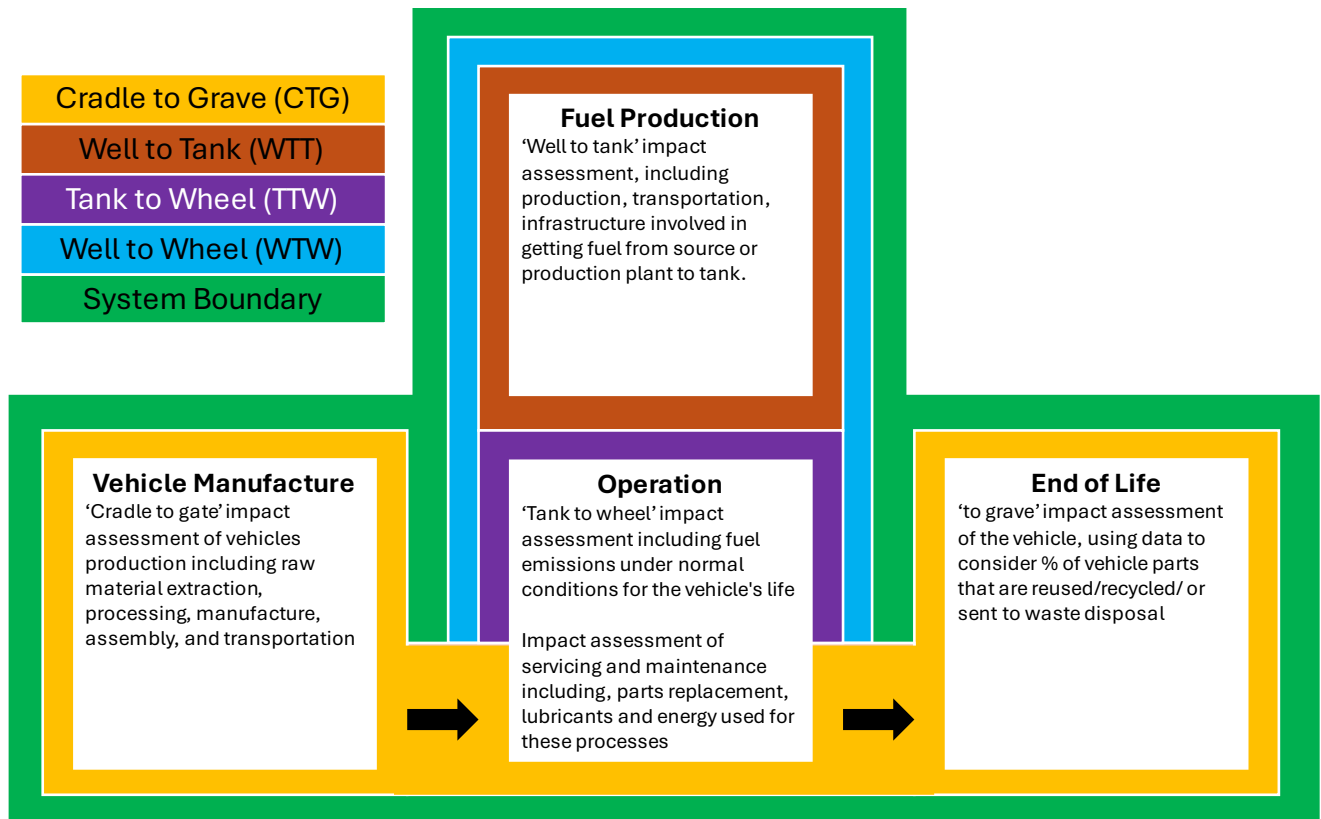 Cradle to Grave (CTG)
Well to Tank (WTT)
Tank to Wheel (TTW)
Well to Wheel (WTW)
System Boundary
Fuel Production
‘Well to tank’ impact
assessment, including
production, transportation,
infrastructure involved in
getting fuel from source or
production plant to tank.
Vehicle Manufacture
‘Cradle to gate’ impact
assessment of vehicles
production including raw
material extraction,
processing, manufacture,
assembly, and transportation
Operation
‘Tank to wheel’ impact
assessment including fuel
emissions under normal
conditions for the vehicle's life
Impact assessment of
servicing and maintenance
including, parts replacement,
lubricants and energy used for
these processes
End of Life
‘to grave’ impact assessment
of the vehicle, using data to
consider % of vehicle parts
that are reused/recycled/ or
sent to waste disposal